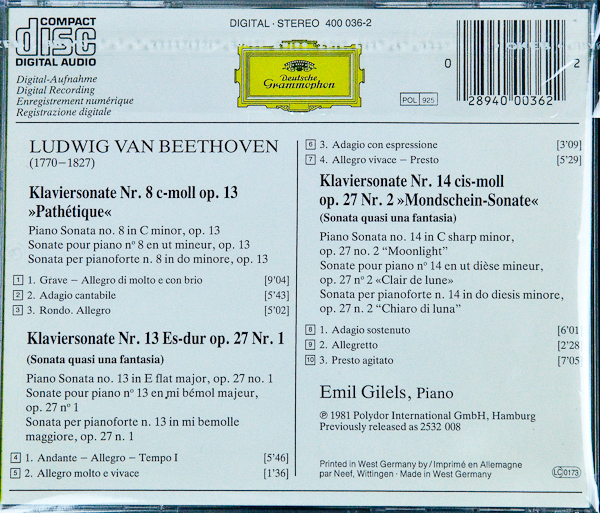 COMPACT
disc
DIGITAL AUDIO
Digital-Aufnahme
Digital Recording
Enregistrement numérique
Registrazione digitale
DIGITAL · STEREO 400 036-2
Deutsche
Grammophon
POL 925
0 28940 00362 2
LUDWIG VAN BEETHOVEN
(1770–1827)
Klaviersonate Nr. 8 c-moll op. 13
»Pathétique«
Piano Sonata no. 8 in C minor, op. 13
Sonate pour piano nº 8 en ut mineur, op. 13
Sonata per pianoforte n. 8 in do minore, op. 13
1 1. Grave – Allegro di molto e con brio [9'04]
2 2. Adagio cantabile [5'43]
3 3. Rondo. Allegro [5'02]
Klaviersonate Nr. 13 Es-dur op. 27 Nr. 1
(Sonata quasi una fantasia)
Piano Sonata no. 13 in E flat major, op. 27 no. 1
Sonate pour piano nº 13 en mi bémol majeur,
op. 27 nº 1
Sonata per pianoforte n. 13 in mi bemolle
maggiore, op. 27 n. 1
4 1. Andante – Allegro – Tempo I [5'46]
5 2. Allegro molto e vivace [1'36]
6 3. Adagio con espressione [3'09]
7 4. Allegro vivace – Presto [5'29]
Klaviersonate Nr. 14 cis-moll
op. 27 Nr. 2 »Mondschein-Sonate«
(Sonata quasi una fantasia)
Piano Sonata no. 14 in C sharp minor,
op. 27 no. 2 “Moonlight”
Sonate pour piano nº 14 en ut dièse mineur,
op. 27 nº 2 «Clair de lune»
Sonata per pianoforte n. 14 in do diesis minore,
op. 27 n. 2 “Chiaro di luna”
8 1. Adagio sostenuto [6'01
9 2. Allegretto [2'28
10 3. Presto agitato [7'05
Emil Gilels, Piano
℗ 1981 Polydor International GmbH, Hamburg
Previously released as 2532 008
Printed in West Germany by / Imprimé en Allemagne
par Neef, Wittingen · Made in West Germany
LC 0173